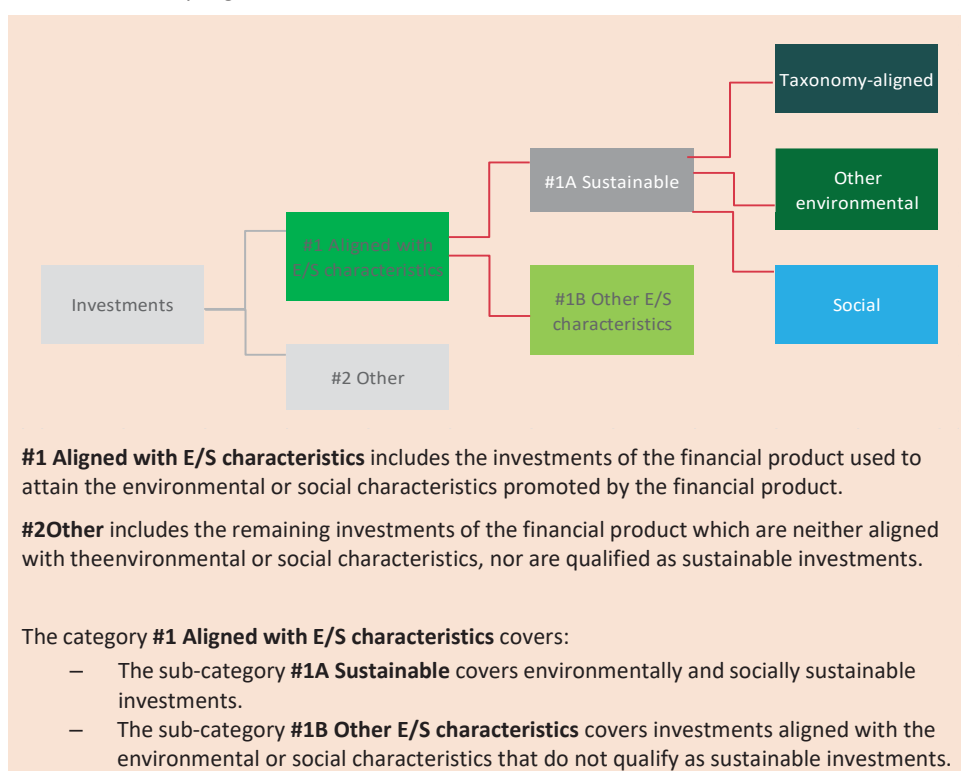 Taxonomy-aligned
#1A Sustainable
Other
environmental
#1 Aligned with
E/S characteristics
Investments
#1B Other E/S
characteristics
Social
#2 Other
#1 Aligned with E/S characteristics includes the investments of the financial product used to
attain the environmental or social characteristics promoted by the financial product.
#2Other includes the remaining investments of the financial product which are neither aligned
with theenvironmental or social characteristics, nor are qualified as sustainable investments.
The category #1 Aligned with E/S characteristics covers:
– The sub-category #1A Sustainable covers environmentally and socially sustainable
investments.
– The sub-category #1B Other E/S characteristics covers investments aligned with the
environmental or social characteristics that do not qualify as sustainable investments.